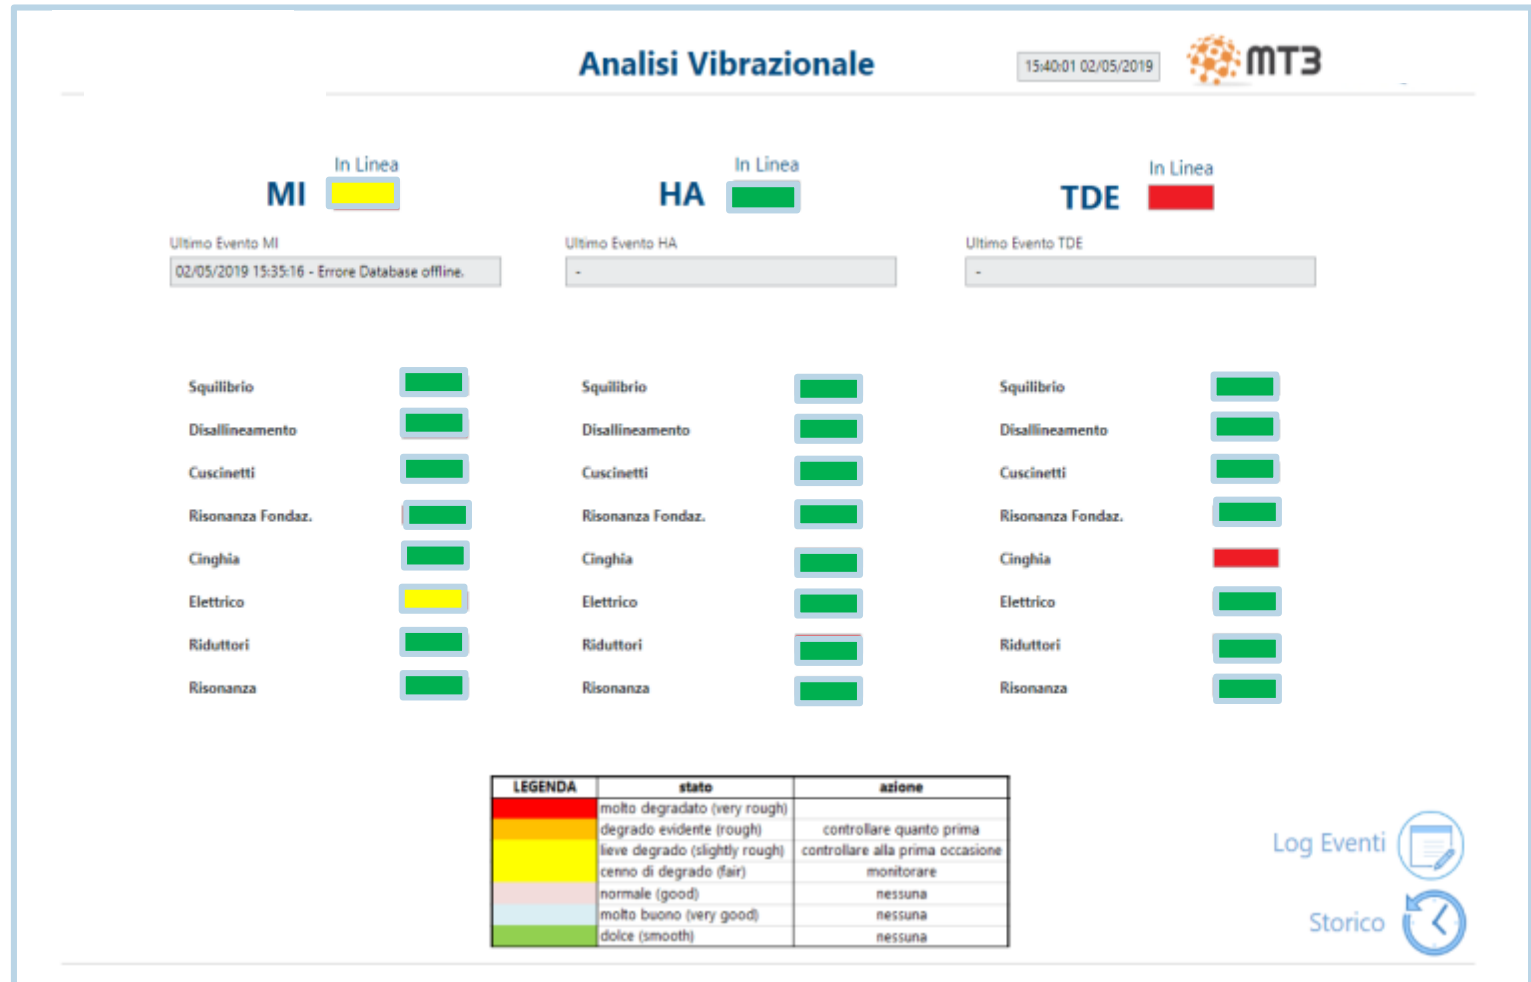 Analisi Vibrazionale
15:40:01 02/05/2019
MT3
In Linea
MI
In Linea
HA
In Linea
TDE
Ultimo Evento MI
02/05/2019 15:35:16 - Errore Database offline.
Ultimo Evento HA
-
Ultimo Evento TDE
-
Squilibrio
Disallineamento
Cuscinetti
Risonanza Fondaz.
Cinghia
Elettrico
Riduttori
Risonanza
Squilibrio
Disallineamento
Cuscinetti
Risonanza Fondaz.
Cinghia
Elettrico
Riduttori
Risonanza
Squilibrio
Disallineamento
Cuscinetti
Risonanza Fondaz.
Cinghia
Elettrico
Riduttori
Risonanza
LEGENDA stato azione
molto degradato (very rough)
degrado evidente (rough) controllare quanto prima
lieve degrado (slightly rough) controllare alla prima occasione
cenno di degrado (fair) monitorare
normale (good) nessuna
molto buono (very good) nessuna
dolce (smooth) nessuna
Log Eventi
Storico